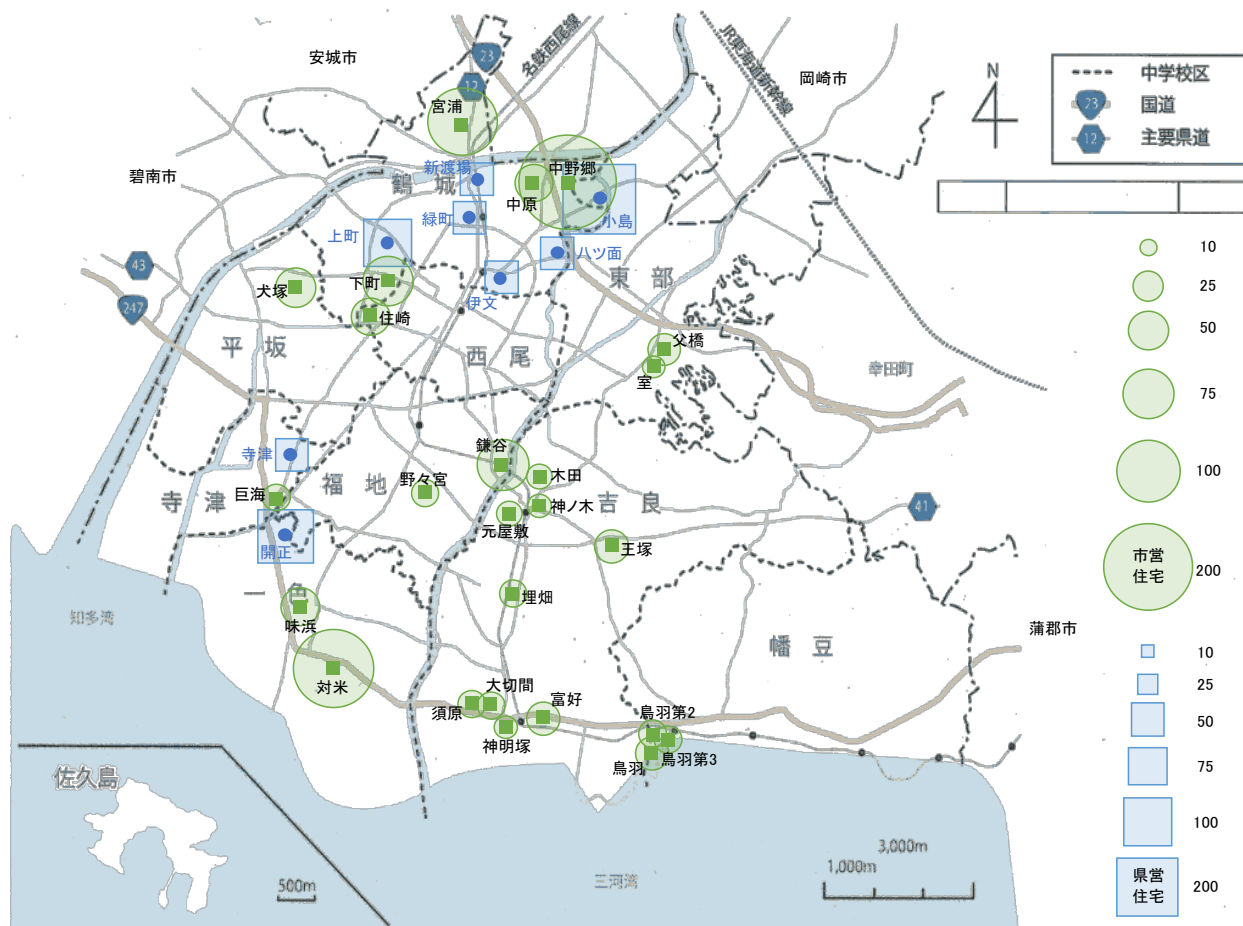 安城市
名鉄西尾線
JR東海道新幹線
岡崎市
N
中学校区
23
国道
12
主要県道
23
12
宮浦
碧南市
新渡場
鶴城
中野郷
中原
小島
緑町
上町
八ツ面
東部
43
犬塚
下町
伊文
247
住崎
平坂
西尾
父橋
室
幸田町
鎌谷
寺津
木田
寺津
巨海
福地
野々宮
神ノ木
吉良
41
元屋敷
開正
王塚
一色
味浜
埋畑
知多湾
幡豆
蒲郡市
対米
大切間
須原
富好
神明塚
鳥羽第2
鳥羽第3
鳥羽
佐久島
500m
三河湾
1,000m
3,000m
10
25
50
75
100
市営
住宅
200
10
25
50
75
100
県営
住宅
200